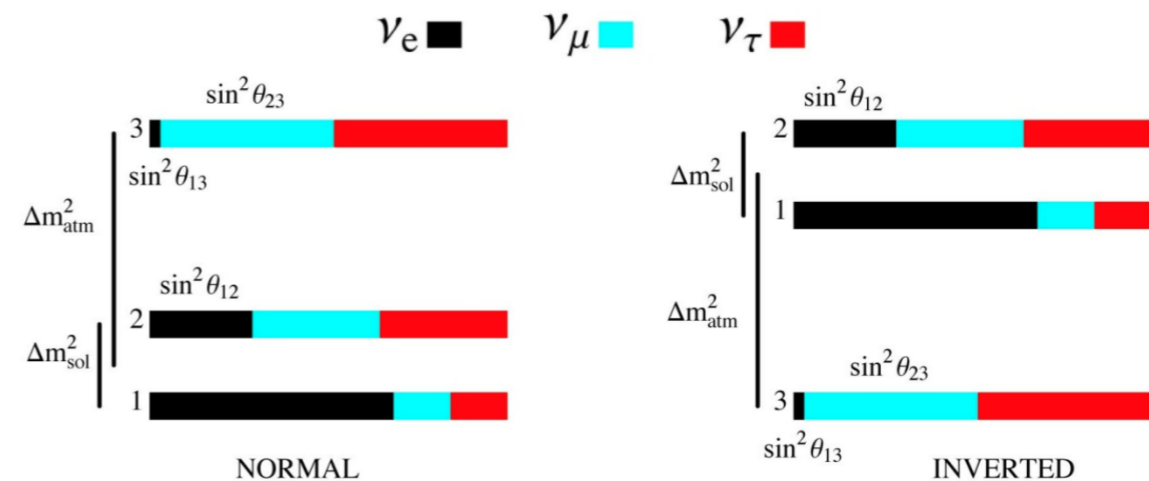 νe νμ ντ
sin²θ₂₃
3
sin²θ₁₃
Δm²atm
sin²θ₁₂
2
Δm²sol
1
NORMAL
sin²θ₁₂
2
Δm²sol
1
Δm²atm
sin²θ₂₃
3
sin²θ₁₃
INVERTED